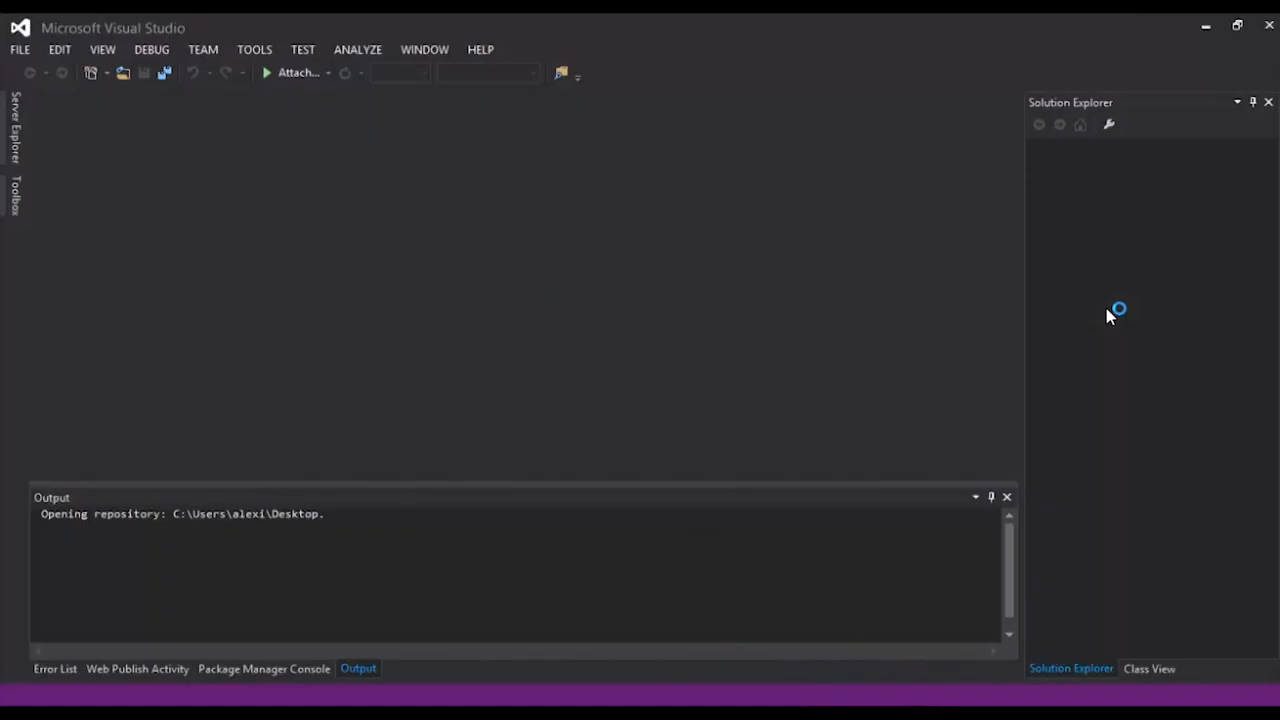 Microsoft Visual Studio
FILE EDIT VIEW DEBUG TEAM TOOLS TEST ANALYZE WINDOW HELP
Attach...
Server Explorer
Toolbox
Solution Explorer
Output
Opening repository: C:\Users\alexi\Desktop.
Error List Web Publish Activity Package Manager Console Output
Solution Explorer Class View